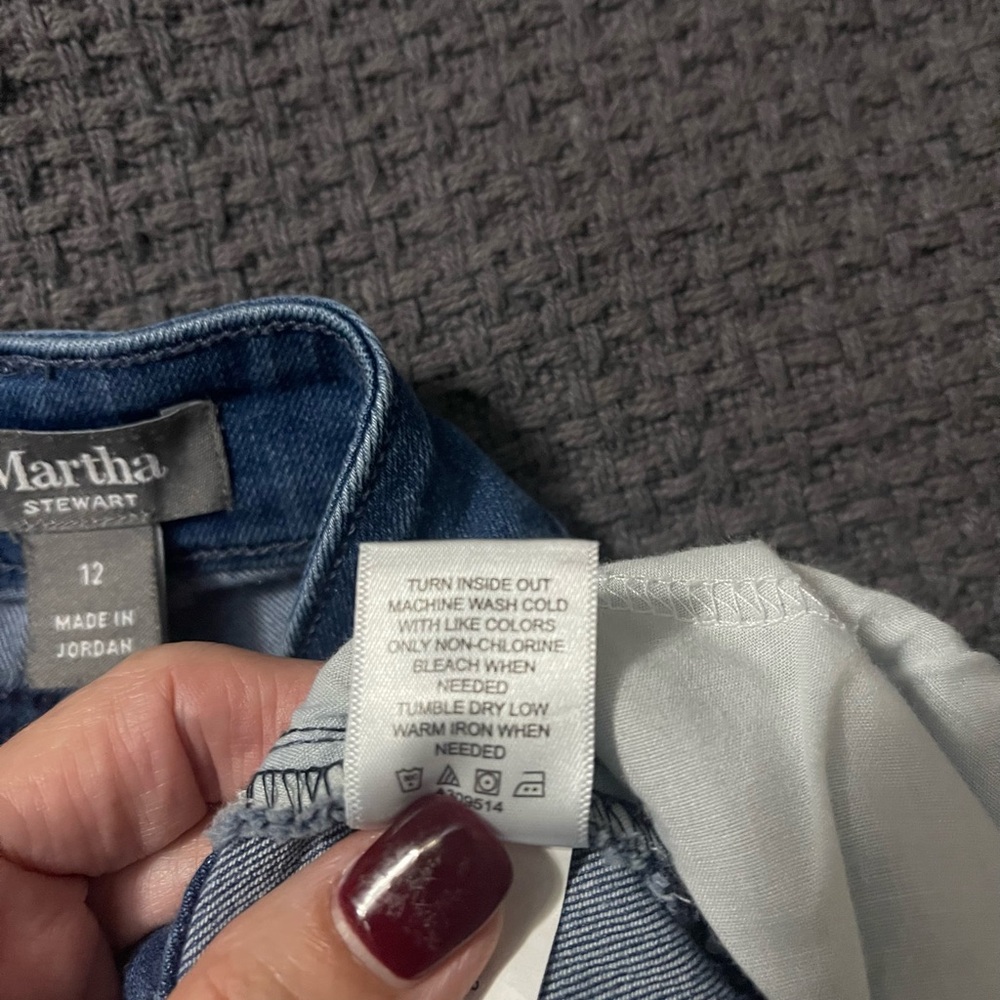 Martha
STEWART
12
MADE IN
JORDAN
TURN INSIDE OUT
MACHINE WASH COLD
WITH LIKE COLORS
ONLY NON-CHLORINE
BLEACH WHEN
NEEDED
TUMBLE DRY LOW
WARM IRON WHEN
NEEDED